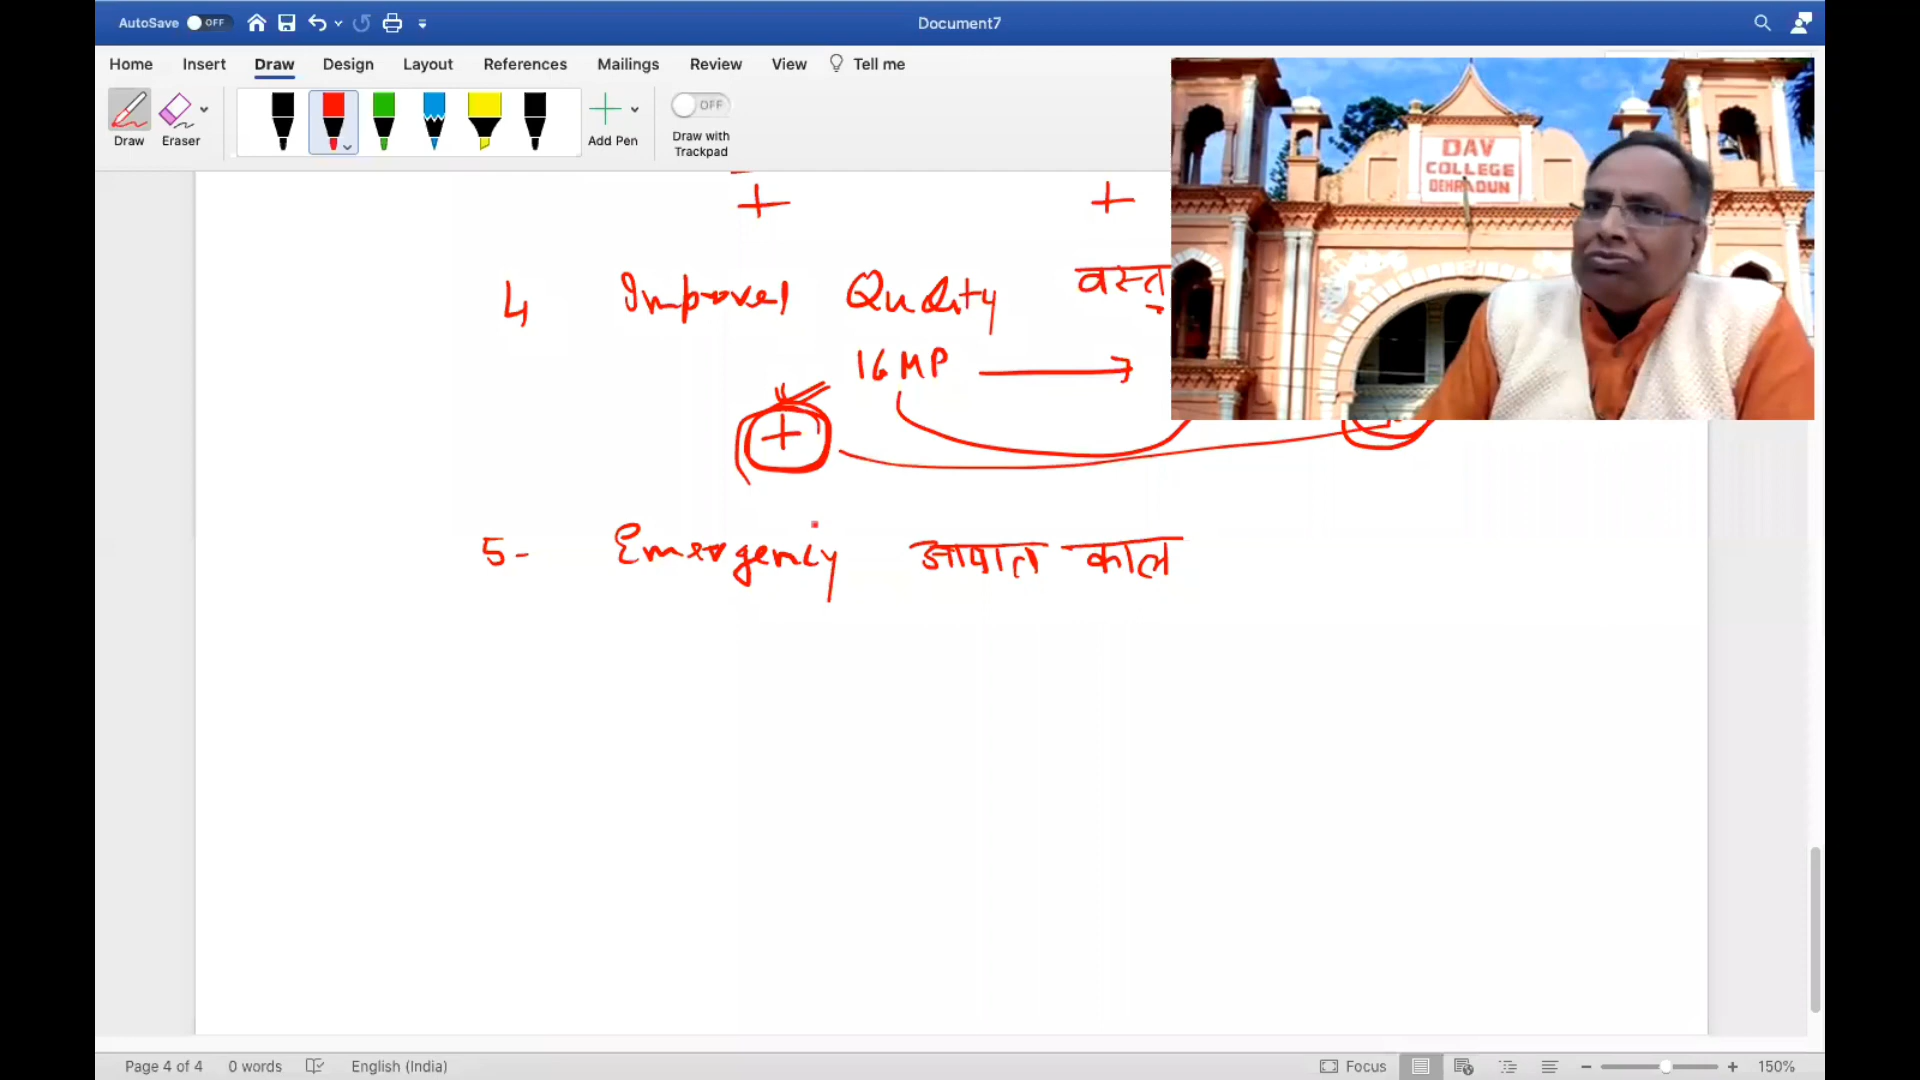 AutoSave OFF Document7
Home Insert Draw Design Layout References Mailings Review View Tell me
OFF
Draw Eraser Add Pen Draw with Trackpad
DAV
COLLEGE
DEHRADUN
+ +
4 Improved Quality वस्तु
16 MP
+
5- Emergency आपात काल
Page 4 of 4 0 words English (India) Focus 150%